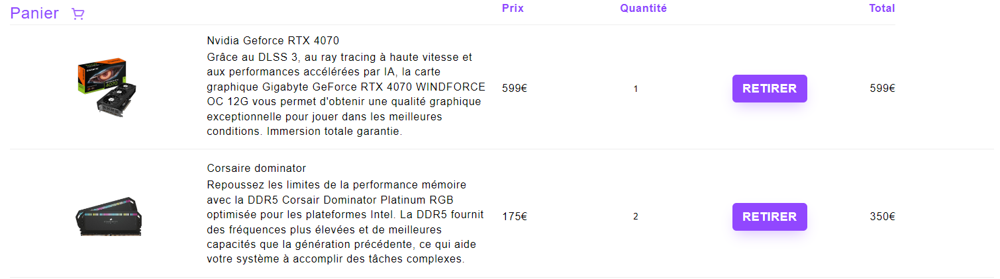 Panier
Prix
Quantité
Total
Nvidia Geforce RTX 4070
Grâce au DLSS 3, au ray tracing à haute vitesse et
aux performances accélérées par IA, la carte
graphique Gigabyte GeForce RTX 4070 WINDFORCE
OC 12G vous permet d'obtenir une qualité graphique
exceptionnelle pour jouer dans les meilleures
conditions. Immersion totale garantie.
599€
1
RETIRER
599€
Corsaire dominator
Repoussez les limites de la performance mémoire
avec la DDR5 Corsair Dominator Platinum RGB
optimisée pour les plateformes Intel. La DDR5 fournit
des fréquences plus élevées et de meilleures
capacités que la génération précédente, ce qui aide
votre système à accomplir des tâches complexes.
175€
2
RETIRER
350€